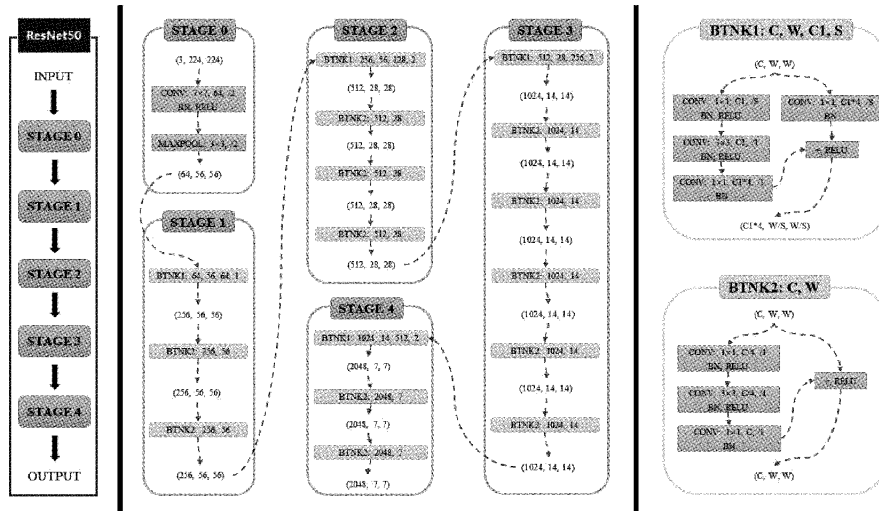 ResNet50
INPUT
STAGE 0
STAGE 1
STAGE 2
STAGE 3
STAGE 4
OUTPUT
STAGE 0
(3, 224, 224)
CONV: 7×7, 64, /2
BN, RELU
MAXPOOL, 3×3, /2
(64, 56, 56)
STAGE 1
BTNK1: 64, 56, 64, 1
(256, 56, 56)
BTNK2: 256, 56
(256, 56, 56)
BTNK2: 256, 56
(256, 56, 56)
STAGE 2
BTNK1: 256, 56, 128, 2
(512, 28, 28)
BTNK2: 512, 28
(512, 28, 28)
BTNK2: 512, 28
(512, 28, 28)
BTNK2: 512, 28
(512, 28, 28)
STAGE 4
BTNK1: 1024, 14, 512, 2
(2048, 7, 7)
BTNK2: 2048, 7
(2048, 7, 7)
BTNK2: 2048, 7
(2048, 7, 7)
STAGE 3
BTNK1: 512, 28, 256, 2
(1024, 14, 14)
BTNK2: 1024, 14
(1024, 14, 14)
BTNK2: 1024, 14
(1024, 14, 14)
BTNK2: 1024, 14
(1024, 14, 14)
BTNK2: 1024, 14
(1024, 14, 14)
BTNK2: 1024, 14
(1024, 14, 14)
BTNK1: C, W, C1, S
(C, W, W)
CONV: 1×1, C1, /S
BN, RELU
CONV: 3×3, C1, /1
BN, RELU
CONV: 1×1, C1*4, /1
BN
CONV: 1×1, C1*4, /S
BN
+, RELU
(C1*4, W/S, W/S)
BTNK2: C, W
(C, W, W)
CONV: 1×1, C/4, /1
BN, RELU
CONV: 3×3, C/4, /1
BN, RELU
CONV: 1×1, C, /1
BN
+, RELU
(C, W, W)